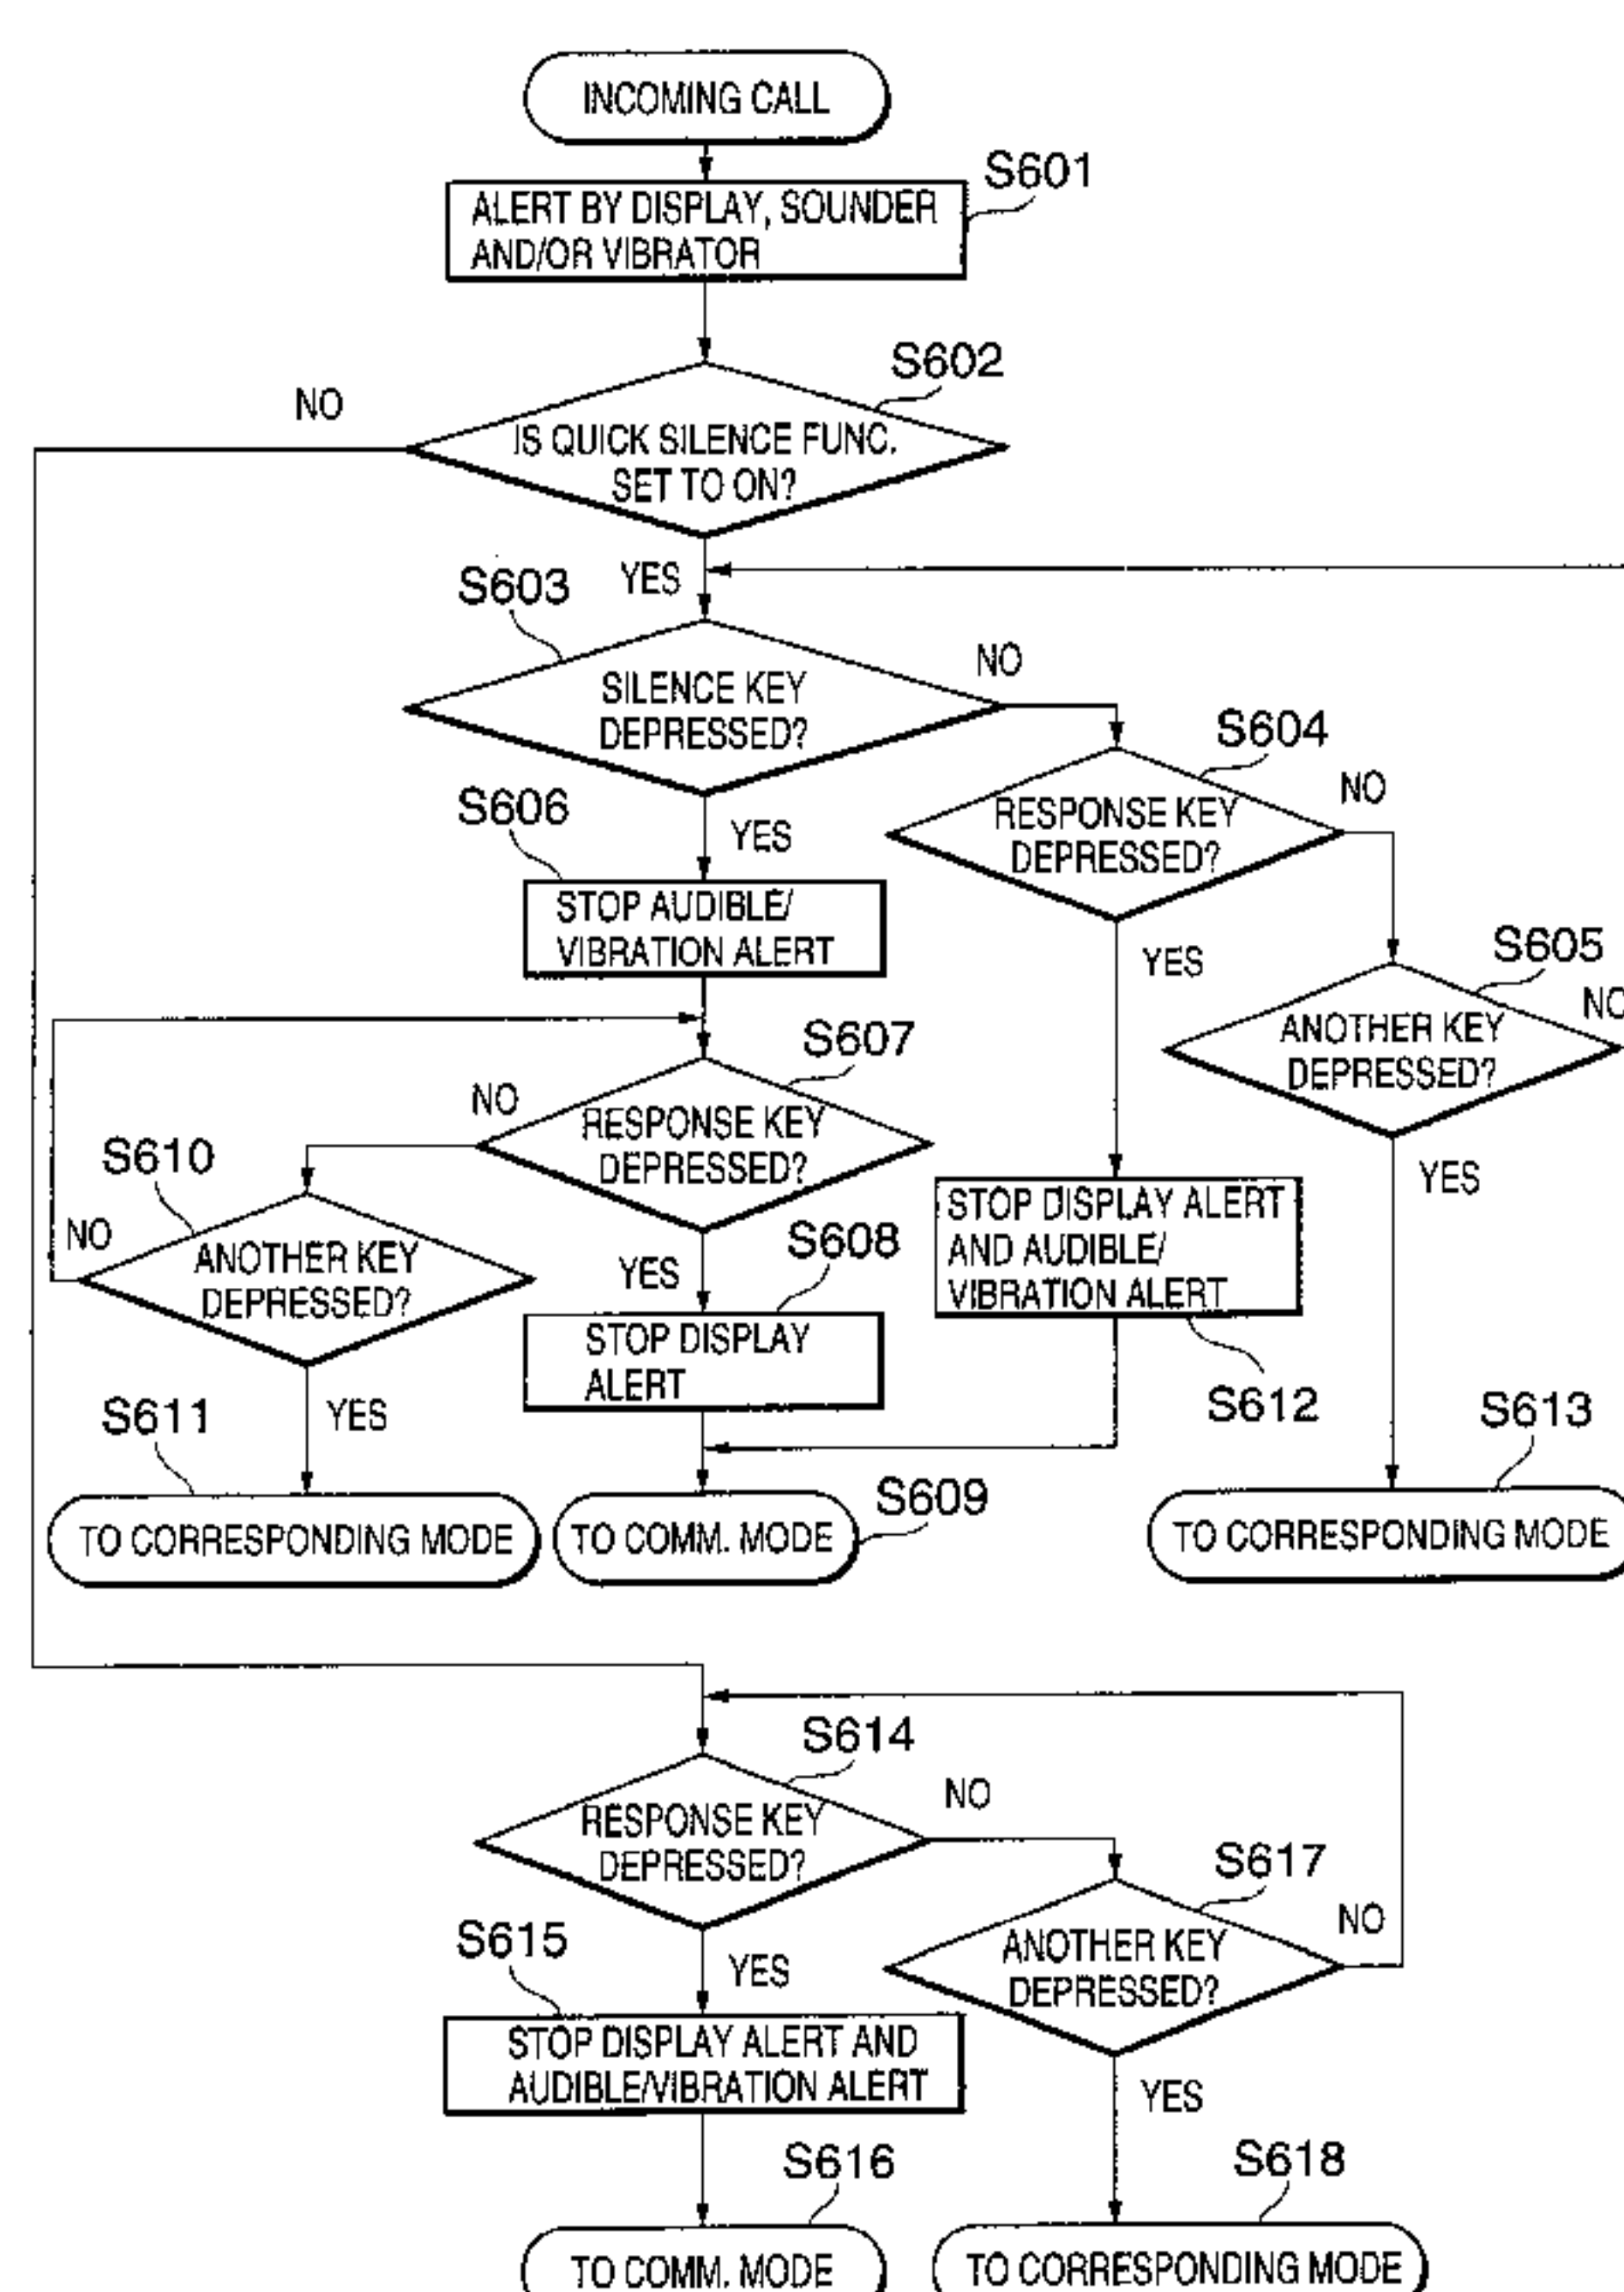 INCOMING CALL
S601
ALERT BY DISPLAY, SOUNDER
AND/OR VIBRATOR
S602
NO
IS QUICK SILENCE FUNC.
SET TO ON?
YES
S603
NO
SILENCE KEY
DEPRESSED?
S604
NO
RESPONSE KEY
DEPRESSED?
S606
YES
STOP AUDIBLE/
VIBRATION ALERT
YES
S605
NO
ANOTHER KEY
DEPRESSED?
S607
NO
RESPONSE KEY
DEPRESSED?
S610
NO
ANOTHER KEY
DEPRESSED?
YES
STOP DISPLAY ALERT
AND AUDIBLE/
VIBRATION ALERT
S608
YES
STOP DISPLAY
ALERT
S612
S611
YES
S613
TO CORRESPONDING MODE
TO COMM. MODE
S609
TO CORRESPONDING MODE
S614
NO
RESPONSE KEY
DEPRESSED?
S617
NO
ANOTHER KEY
DEPRESSED?
S615
YES
STOP DISPLAY ALERT AND
AUDIBLE/VIBRATION ALERT
YES
S616
S618
TO COMM. MODE
TO CORRESPONDING MODE